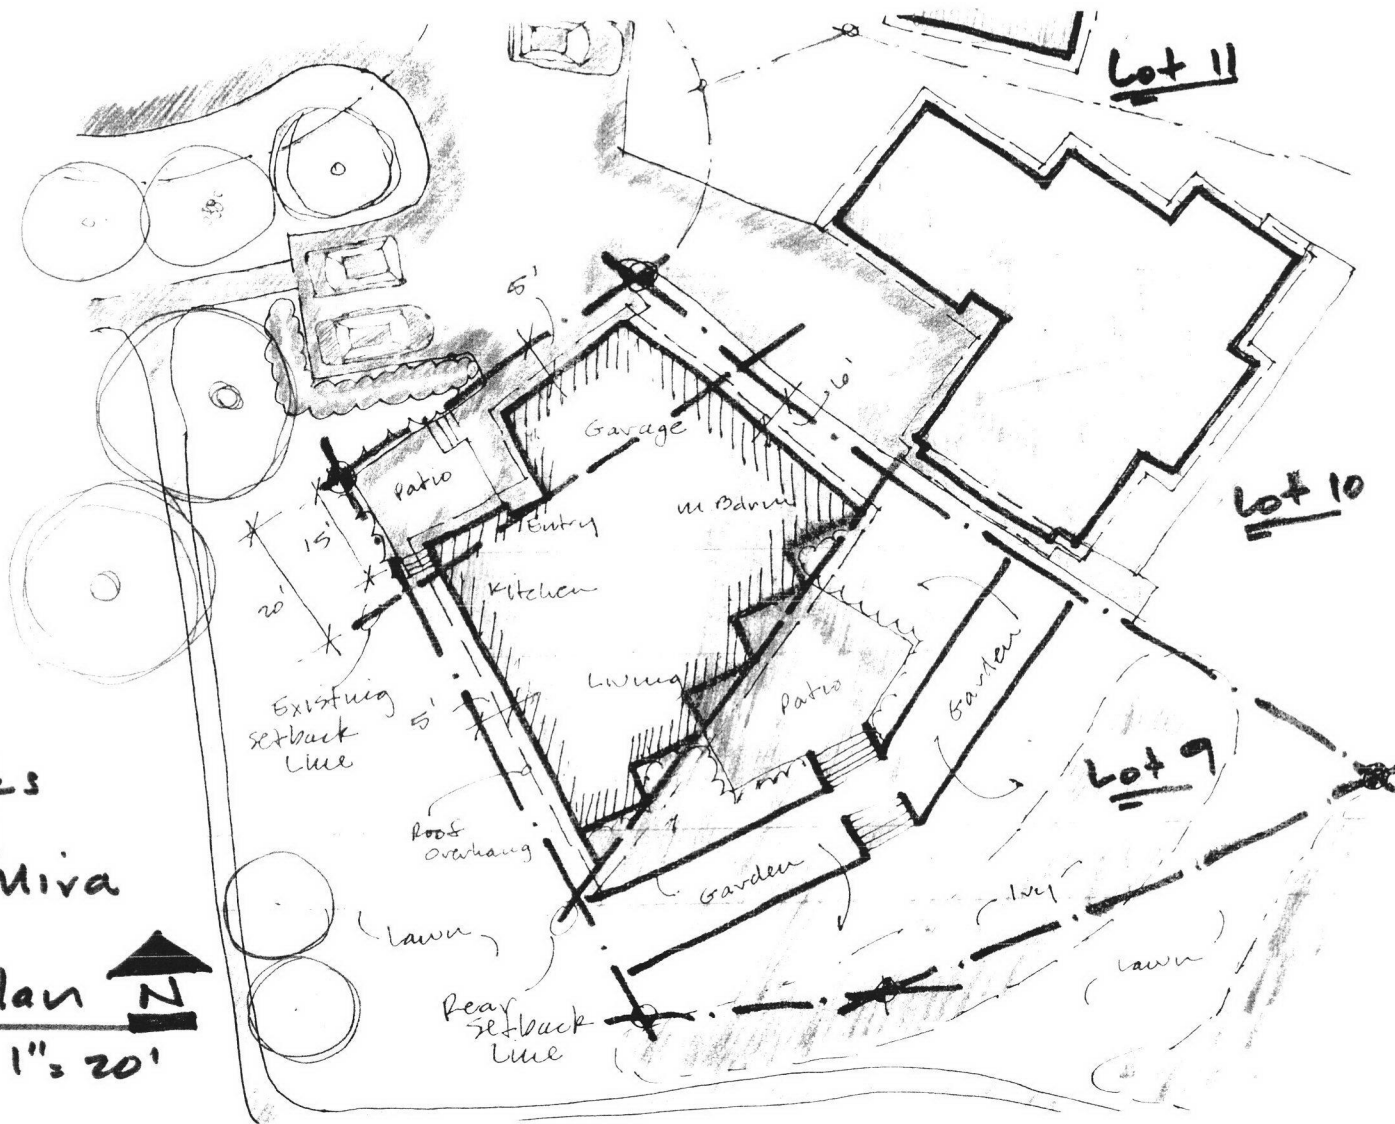 Lot 11
5'
6'
Garage
Patio
M Bdrm
Entry
Lot 10
15'
20'
Kitchen
Living
Patio
Garden
Existing
setback
Line
5'
Lot 9
Roof
Overhang
Mira
Garden
Ivy
Lawn
Lawn
N
Rear
setback
Line
1" = 20'